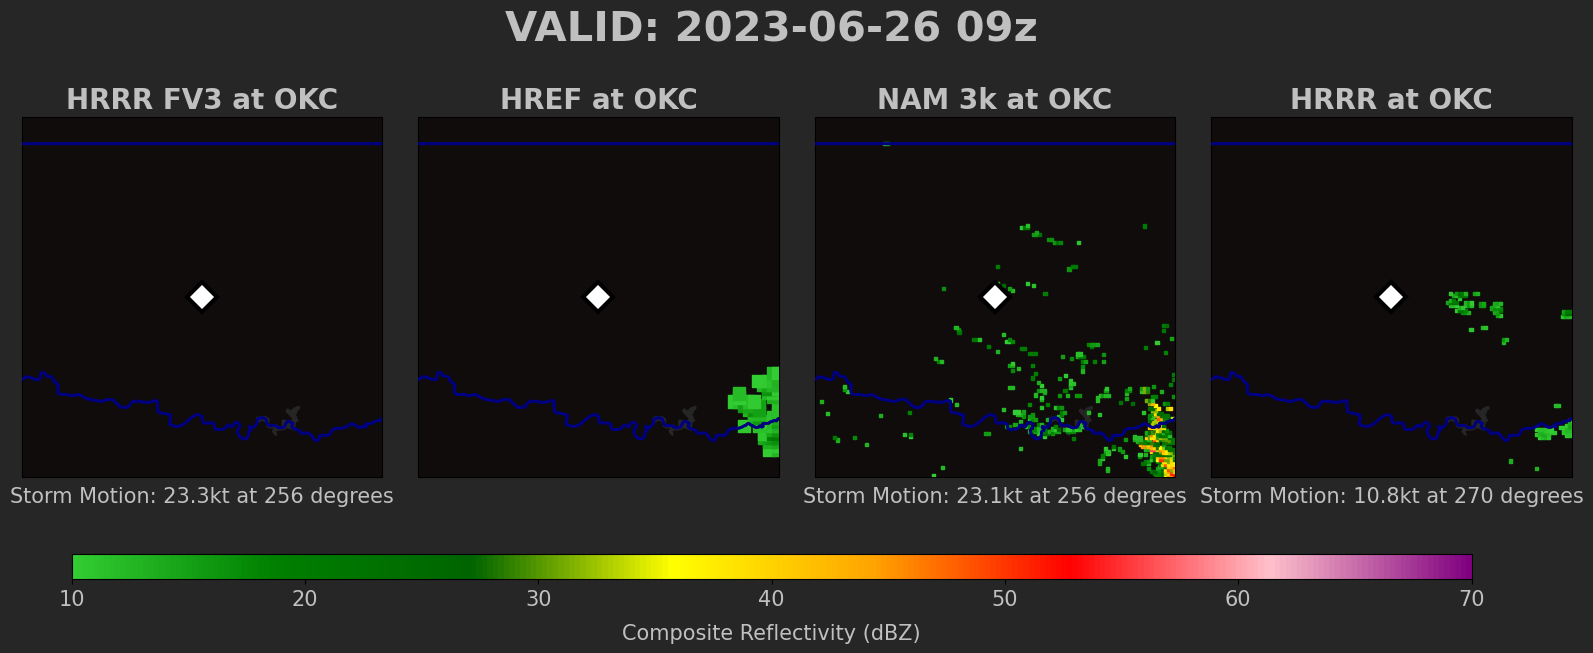 VALID: 2023-06-26 09z
HRRR FV3 at OKC
HREF at OKC
NAM 3k at OKC
HRRR at OKC
Storm Motion: 23.3kt at 256 degrees
Storm Motion: 23.1kt at 256 degrees
Storm Motion: 10.8kt at 270 degrees
10 20 30 40 50 60 70
Composite Reflectivity (dBZ)